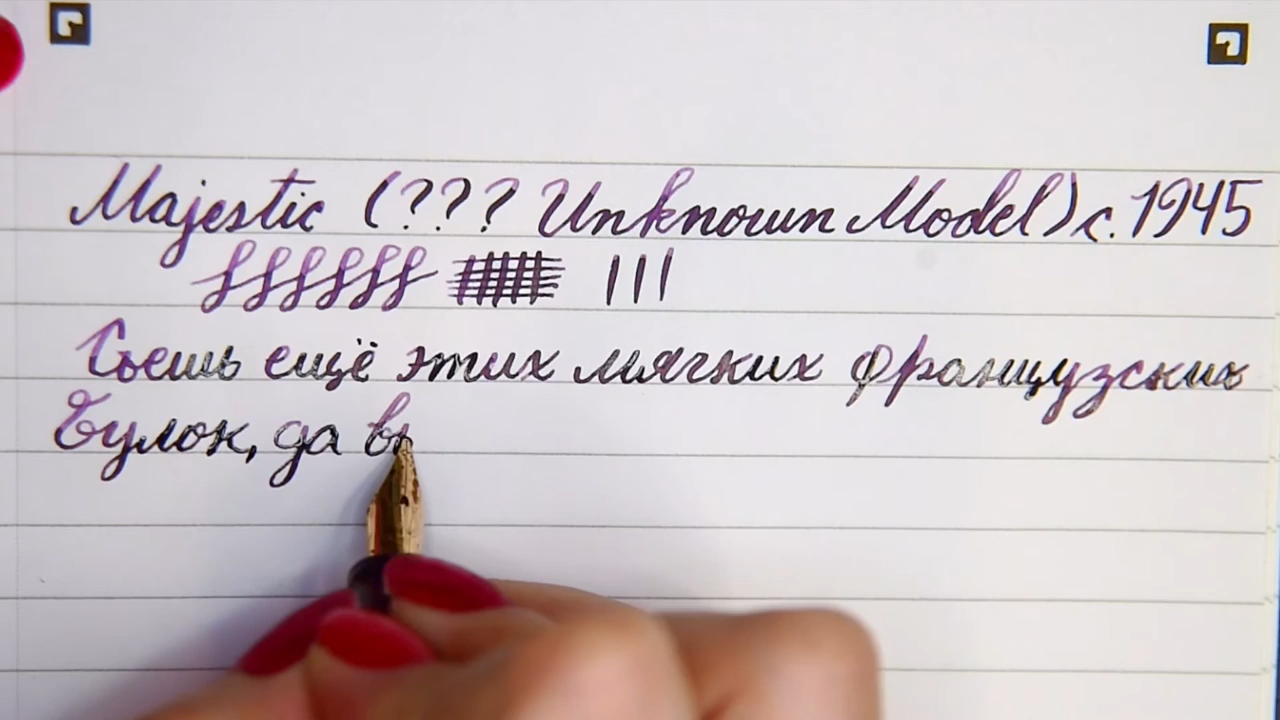 Majestic (??? Unknown Model) c. 1945
Съешь ещё этих мягких французских
булок, да